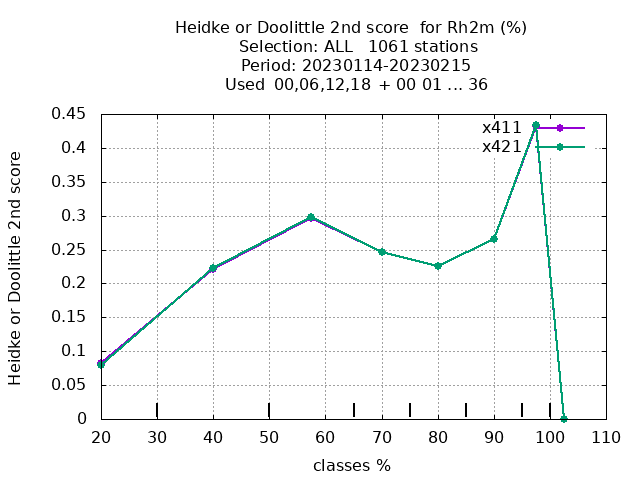 Heidke or Doolittle 2nd score  for Rh2m (%)
Selection: ALL   1061 stations
Period: 20230114-20230215
Used  00,06,12,18  + 00 01 ... 36
x411
x421
Heidke or Doolittle 2nd score
0.45
0.4
0.35
0.3
0.25
0.2
0.15
0.1
0.05
0
20 30 40 50 60 70 80 90 100 110
classes %